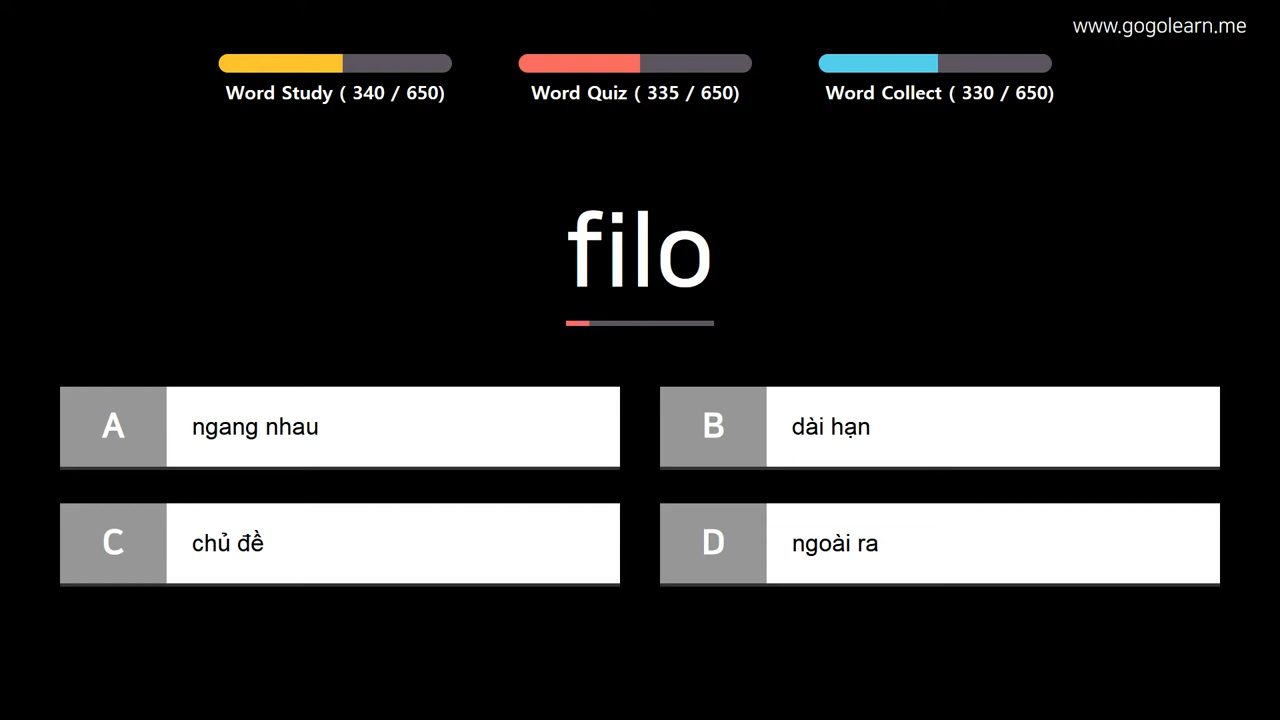 www.gogolearn.me
Word Study ( 340 / 650)
Word Quiz ( 335 / 650)
Word Collect ( 330 / 650)
filo
A
ngang nhau
B
dài hạn
C
chủ đề
D
ngoài ra